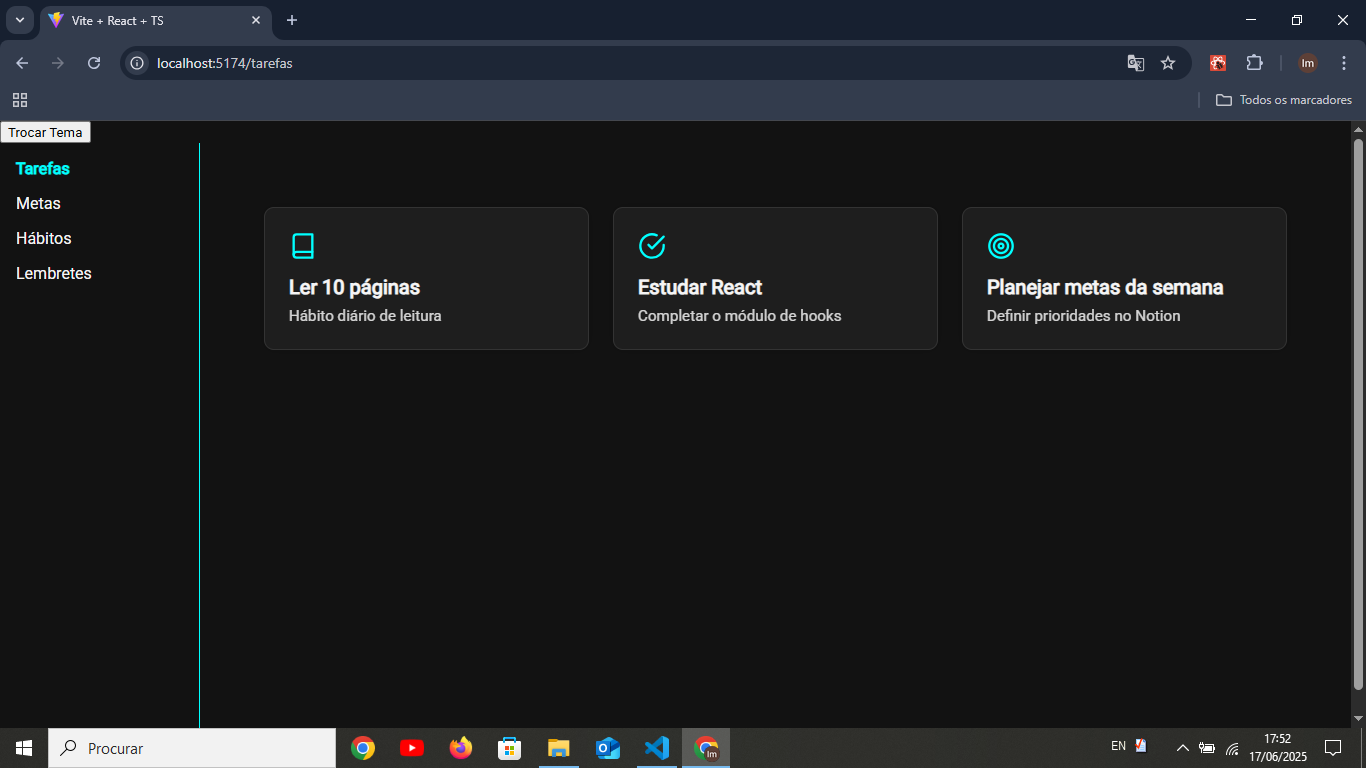 Vite + React + TS
localhost:5174/tarefas
Im
Todos os marcadores
Trocar Tema
Tarefas
Metas
Hábitos
Lembretes
Ler 10 páginas
Hábito diário de leitura
Estudar React
Completar o módulo de hooks
Planejar metas da semana
Definir prioridades no Notion
Procurar
Im
EN
17:52
17/06/2025